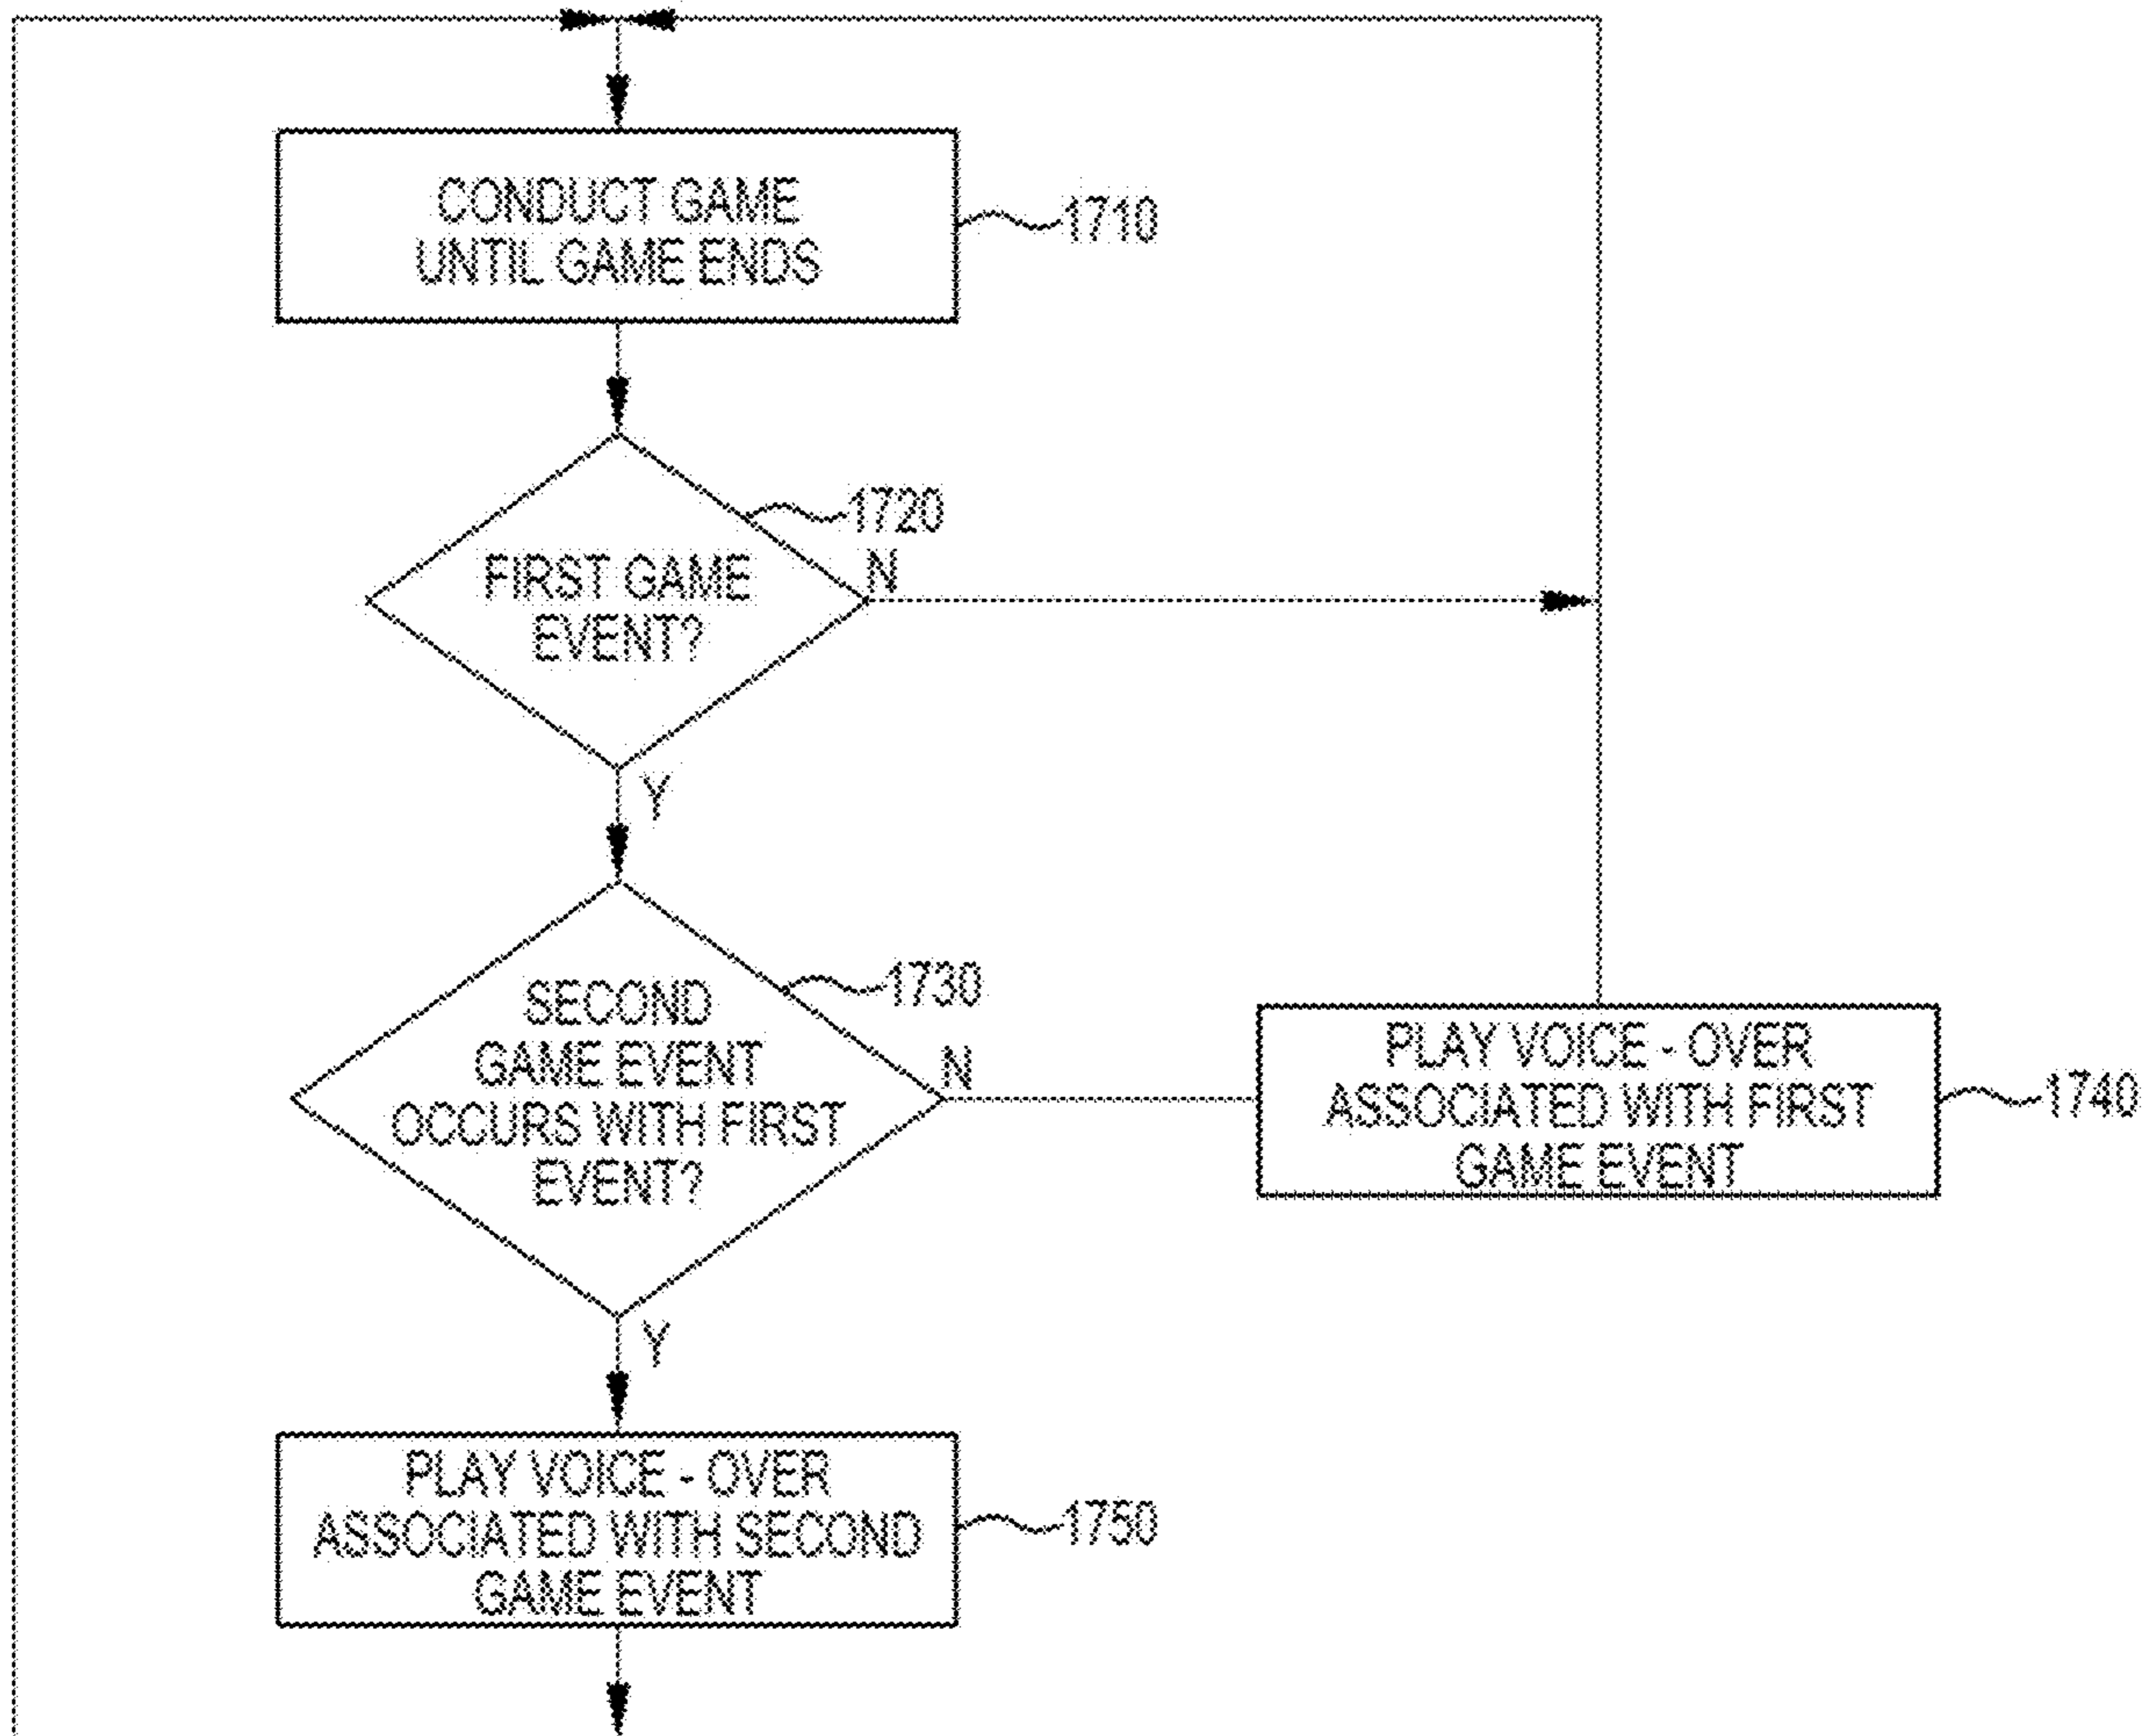 CONDUCT GAME
UNTIL GAME ENDS
1710
1720
FIRST GAME
EVENT?
N
Y
1730
SECOND
GAME EVENT
OCCURS WITH FIRST
EVENT?
N
PLAY VOICE - OVER
ASSOCIATED WITH FIRST
GAME EVENT
1740
Y
PLAY VOICE - OVER
ASSOCIATED WITH SECOND
GAME EVENT
1750